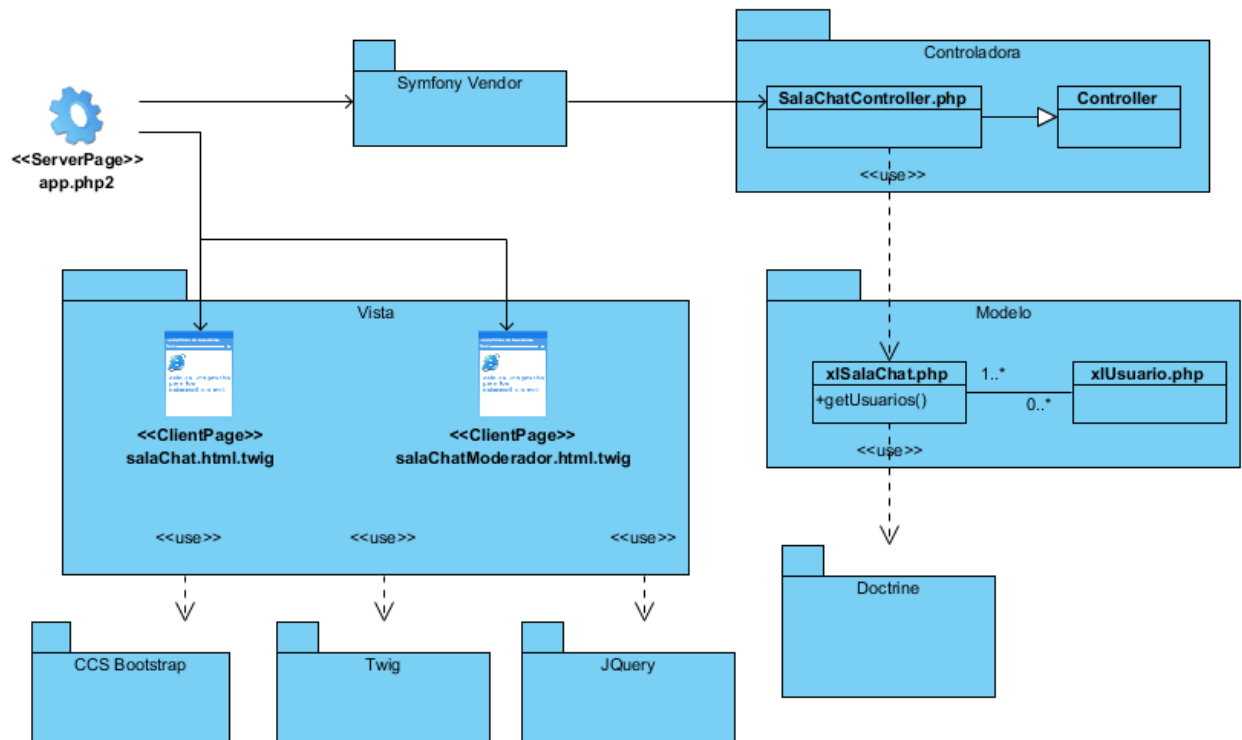 Controladora
Symfony Vendor
SalaChatController.php
Controller
<<ServerPage>>
app.php2
<<use>>
Vista
Modelo
xlSalaChat.php
+getUsuarios()
1..*
0..*
xlUsuario.php
<<ClientPage>>
salaChat.html.twig
<<ClientPage>>
salaChatModerador.html.twig
<<use>>
<<use>>
<<use>>
<<use>>
Doctrine
CCS Bootstrap
Twig
JQuery